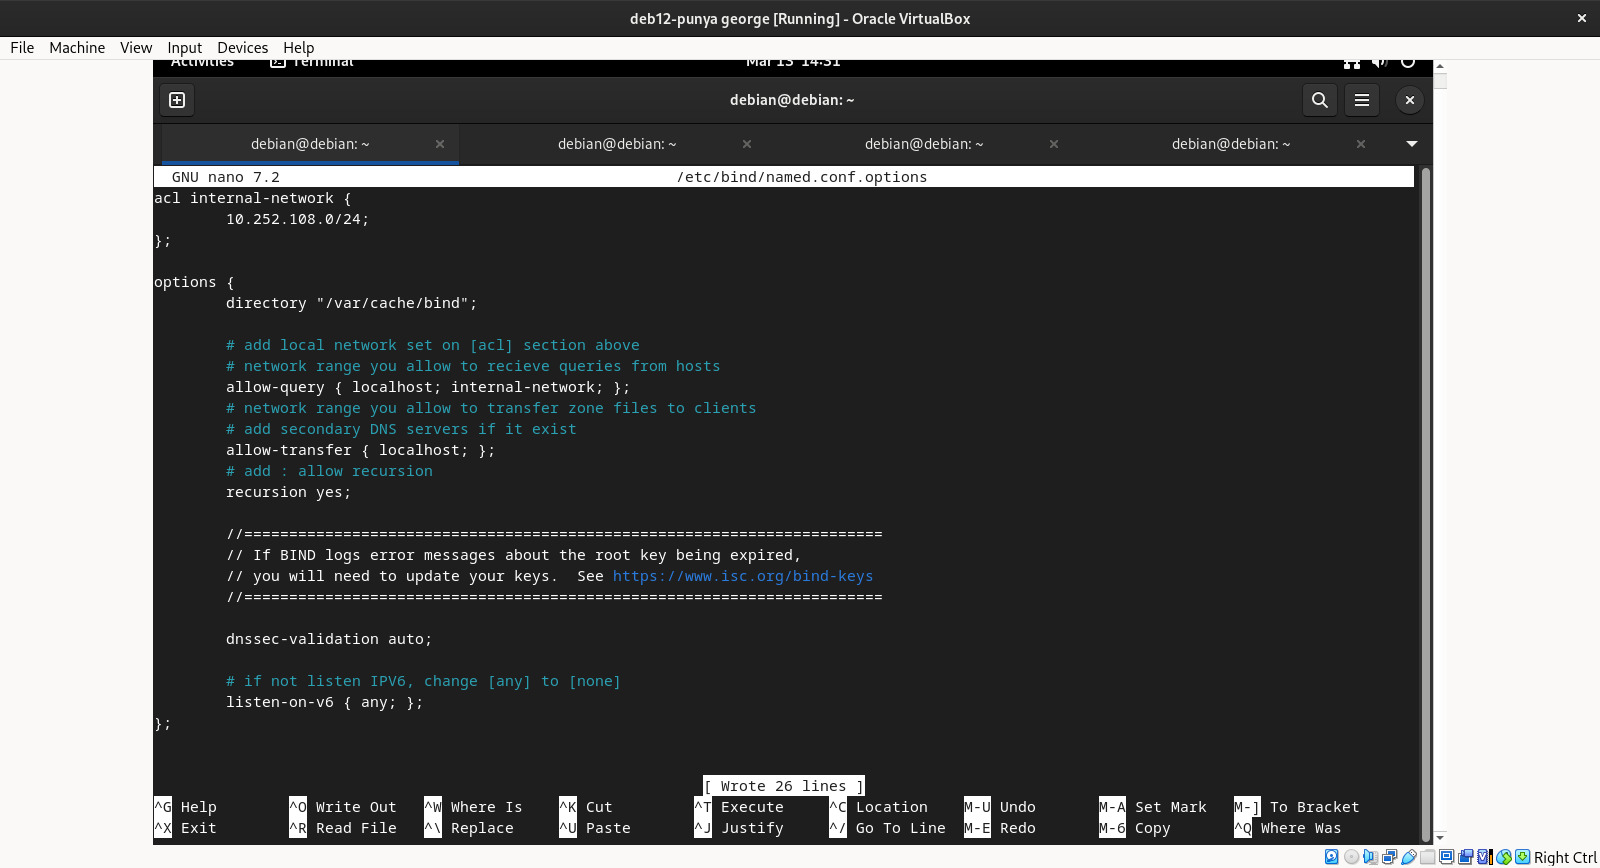 deb12-punya george [Running] - Oracle VirtualBox
File Machine View Input Devices Help
Activities Terminal Mar 13 14:31
debian@debian: ~
debian@debian: ~ debian@debian: ~ debian@debian: ~ debian@debian: ~
GNU nano 7.2 /etc/bind/named.conf.options
acl internal-network {
        10.252.108.0/24;
};
options {
        directory "/var/cache/bind";
        # add local network set on [acl] section above
        # network range you allow to recieve queries from hosts
        allow-query { localhost; internal-network; };
        # network range you allow to transfer zone files to clients
        # add secondary DNS servers if it exist
        allow-transfer { localhost; };
        # add : allow recursion
        recursion yes;
        //=======================================================================
        // If BIND logs error messages about the root key being expired,
        // you will need to update your keys.  See https://www.isc.org/bind-keys
        //=======================================================================
        dnssec-validation auto;
        # if not listen IPV6, change [any] to [none]
        listen-on-v6 { any; };
};
[ Wrote 26 lines ]
^G Help ^O Write Out ^W Where Is ^K Cut ^T Execute ^C Location M-U Undo M-A Set Mark M-] To Bracket
^X Exit ^R Read File ^\ Replace ^U Paste ^J Justify ^/ Go To Line M-E Redo M-6 Copy ^Q Where Was
Right Ctrl